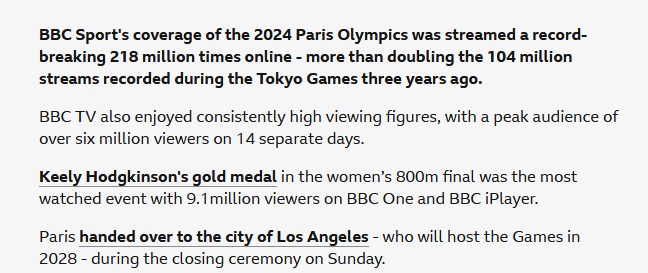 BBC Sport's coverage of the 2024 Paris Olympics was streamed a record-
breaking 218 million times online - more than doubling the 104 million
streams recorded during the Tokyo Games three years ago.
BBC TV also enjoyed consistently high viewing figures, with a peak audience of
over six million viewers on 14 separate days.
Keely Hodgkinson's gold medal in the women’s 800m final was the most
watched event with 9.1million viewers on BBC One and BBC iPlayer.
Paris handed over to the city of Los Angeles - who will host the Games in
2028 - during the closing ceremony on Sunday.